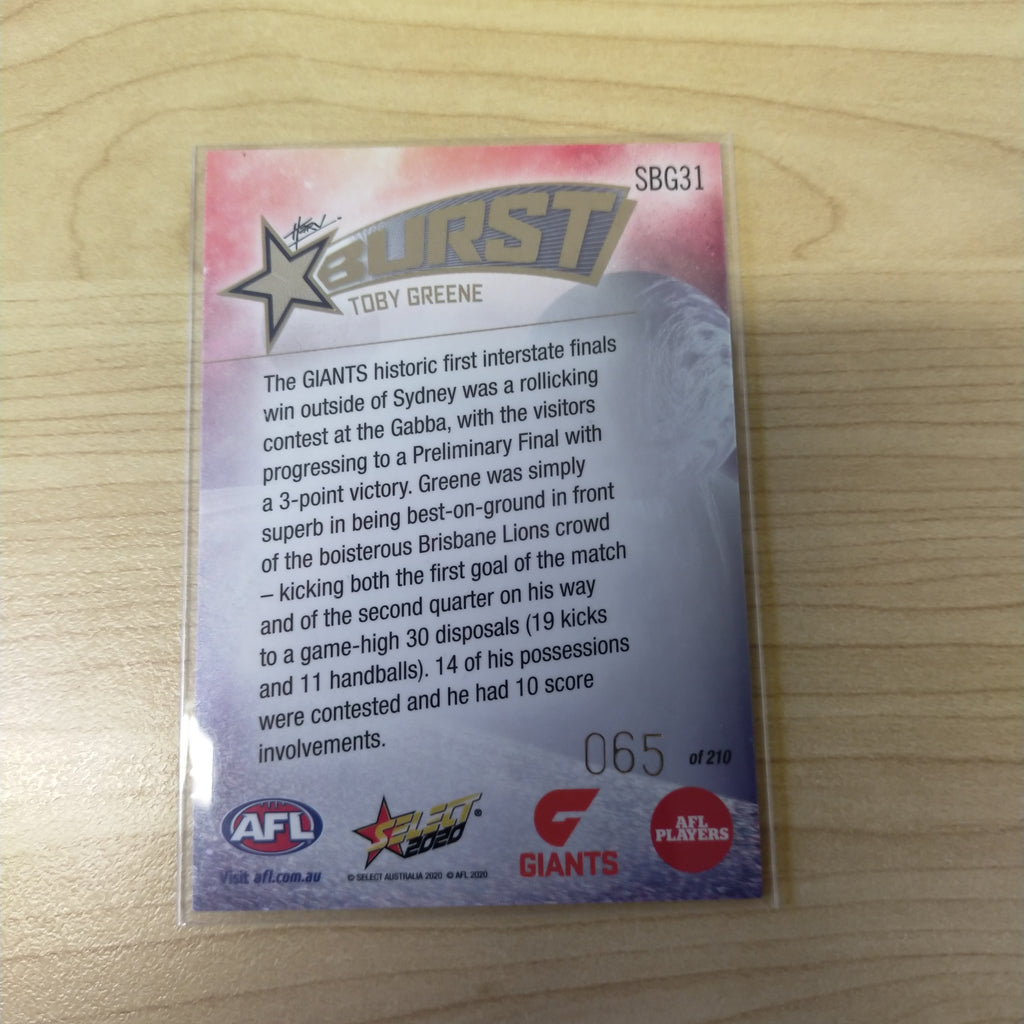 SBG31
HERV
BURST
TOBY GREENE
The GIANTS historic first interstate finals
win outside of Sydney was a rollicking
contest at the Gabba, with the visitors
progressing to a Preliminary Final with
a 3-point victory. Greene was simply
superb in being best-on-ground in front
of the boisterous Brisbane Lions crowd
– kicking both the first goal of the match
and of the second quarter on his way
to a game-high 30 disposals (19 kicks
and 11 handballs). 14 of his possessions
were contested and he had 10 score
involvements.
065 of 210
AFL
Visit afl.com.au
SELECT®
2020
© SELECT AUSTRALIA 2020 © AFL 2020
GIANTS
AFL
PLAYERS